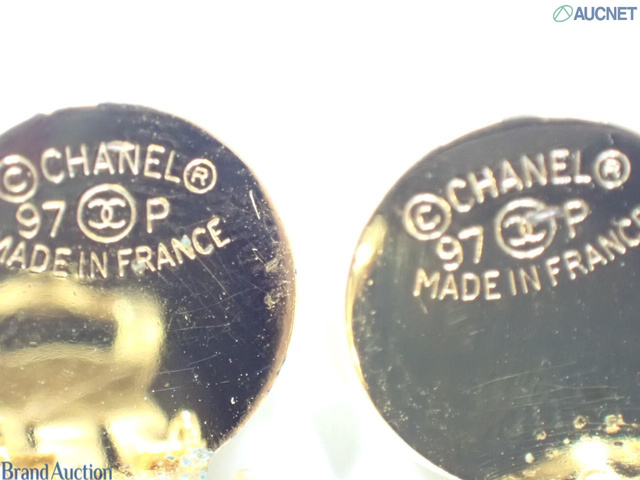 AUCNET
© CHANEL ®
97 P
MADE IN FRANCE
© CHANEL ®
97 P
MADE IN FRANCE
Brand Auction